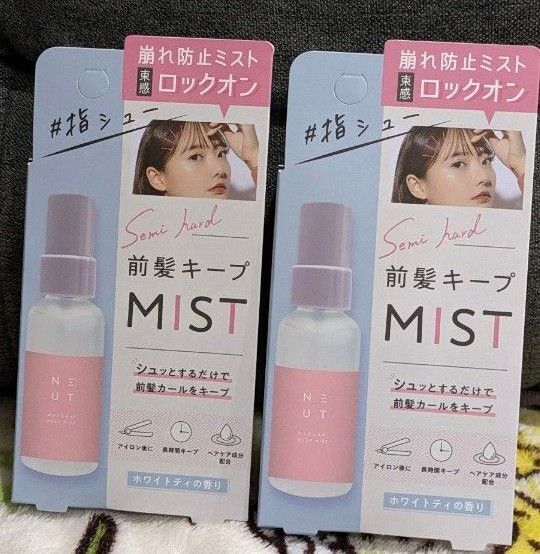 崩れ防止ミスト
束感 ロックオン
#指シュー
Semi hard
前髪キープ
MIST
シュッとするだけで
前髪カールをキープ
アイロン後に
長時間キープ
ヘアケア成分
配合
ホワイトティの香り
NE
UT
崩れ防止ミスト
束感 ロックオン
#指シュー
Semi hard
前髪キープ
MIST
シュッとするだけで
前髪カールをキープ
アイロン後に
長時間キープ
ヘアケア成分
配合
ホワイトティの香り
NE
UT